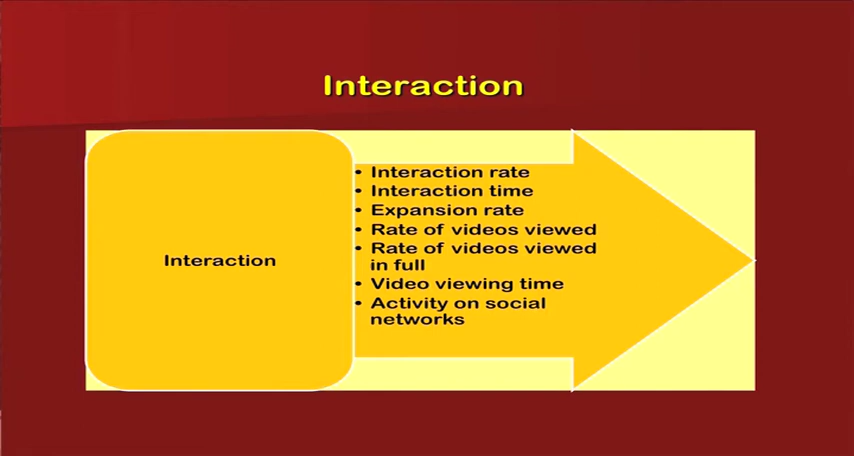 Interaction
Interaction
• Interaction rate
• Interaction time
• Expansion rate
• Rate of videos viewed
• Rate of videos viewed
in full
• Video viewing time
• Activity on social
networks